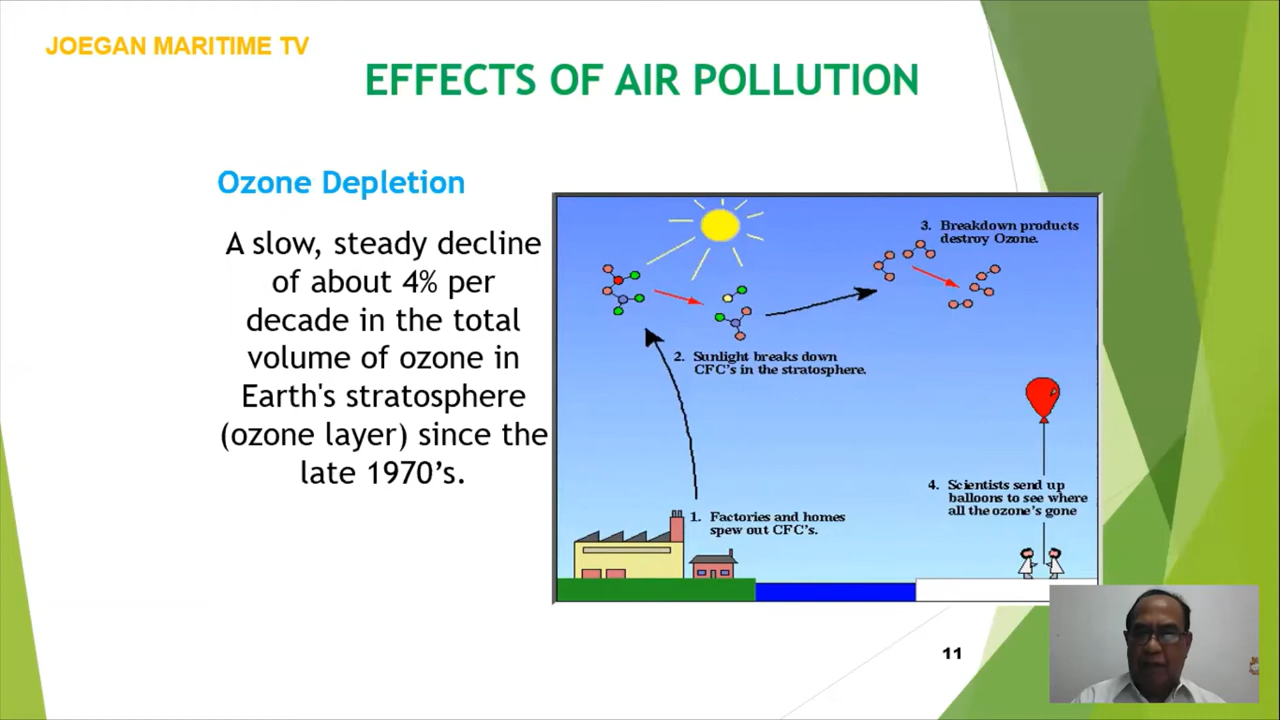 JOEGAN MARITIME TV
EFFECTS OF AIR POLLUTION
Ozone Depletion
A slow, steady decline
of about 4% per
decade in the total
volume of ozone in
Earth's stratosphere
(ozone layer) since the
late 1970’s.
3. Breakdown products
destroy Ozone.
2. Sunlight breaks down
CFC's in the stratosphere.
4. Scientists send up
balloons to see where
all the ozone's gone
1. Factories and homes
spew out CFC's.
11